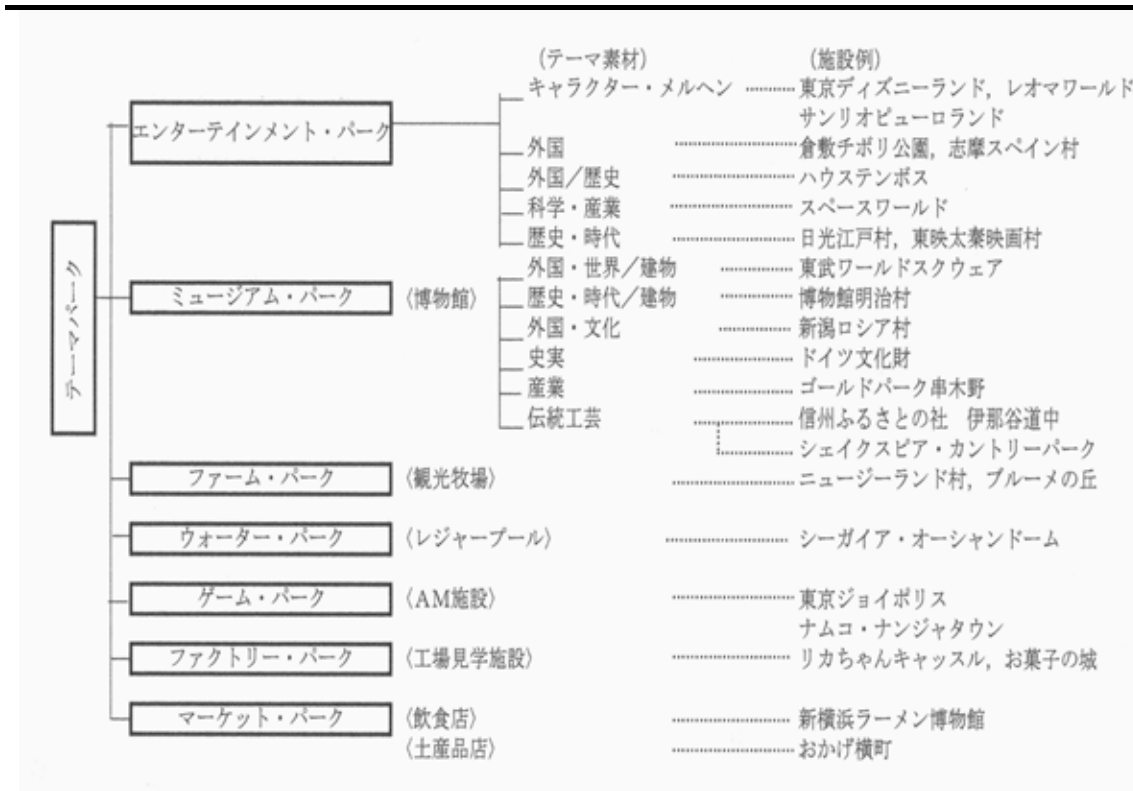 （テーマ素材） （施設例）
キャラクター・メルヘン ………… 東京ディズニーランド，レオマワールド
エンターテインメント・パーク サンリオピューロランド
外国 ………… 倉敷チボリ公園，志摩スペイン村
外国／歴史 ………… ハウステンボス
科学・産業 ………… スペースワールド
歴史・時代 ………… 日光江戸村，東映太秦映画村
テーマパーク
外国・世界／建物 ………… 東武ワールドスクウェア
ミュージアム・パーク 〈博物館〉 歴史・時代／建物 ………… 博物館明治村
外国・文化 ………… 新潟ロシア村
史実 ………… ドイツ文化財
産業 ………… ゴールドパーク串木野
伝統工芸 ………… 信州ふるさとの社 伊那谷道中
………… シェイクスピア・カントリーパーク
ファーム・パーク 〈観光牧場〉 ………… ニュージーランド村，ブルーメの丘
ウォーター・パーク 〈レジャープール〉 ………… シーガイア・オーシャンドーム
ゲーム・パーク 〈AM施設〉 ………… 東京ジョイポリス
ナムコ・ナンジャタウン
ファクトリー・パーク 〈工場見学施設〉 ………… リカちゃんキャッスル，お菓子の城
マーケット・パーク 〈飲食店〉 ………… 新横浜ラーメン博物館
〈土産品店〉 ………… おかげ横町